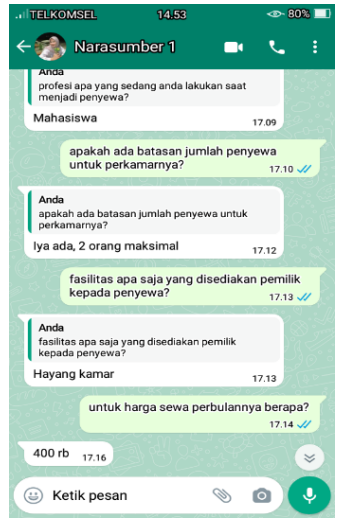 TELKOMSEL 14.53 80%
Narasumber 1
Anda
profesi apa yang sedang anda lakukan saat
menjadi penyewa?
Mahasiswa 17.09
apakah ada batasan jumlah penyewa
untuk perkamarnya? 17.10
Anda
apakah ada batasan jumlah penyewa untuk
perkamarnya?
Iya ada, 2 orang maksimal 17.12
fasilitas apa saja yang disediakan pemilik
kepada penyewa? 17.13
Anda
fasilitas apa saja yang disediakan pemilik
kepada penyewa?
Hayang kamar 17.13
untuk harga sewa perbulannya berapa?
17.14
400 rb 17.16
Ketik pesan